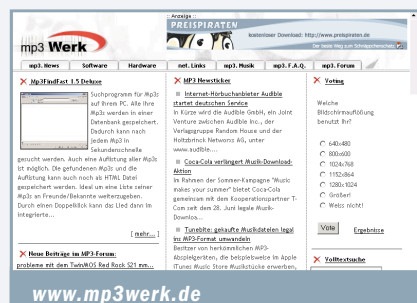 :: Anzeige ::
PREISPIRATEN
kostenloser Download: http://www.preispiraten.de
Der beste Weg zum Schnäppchenschatz
mp3 Werk
mp3. News Software Hardware net. Links mp3. Musik mp3. F.A.Q. mp3. Forum
Mp3FindFast 1.5 Deluxe
Suchprogramm für Mp3s
auf ihrem PC. Alle Ihre
Mp3s werden in einer
Datenbank gespeichert.
Dadurch kann nach
jedem Mp3 in
Sekundenschnelle
gesucht werden. Auch eine Auflistung aller Mp3s
ist möglich. Die gefundenen Mp3s und die
Auflistung kann auch noch als HTML Datei
gespeichert werden. Ideal um eine Liste seiner
Mp3s an Freunde/Bekannte weiterzugeben.
Durch einen Doppelklick kann das Lied dann im
integrierte...
[ mehr... ]
Neue Beiträge im MP3-Forum:
probleme mit dem TwinMOS Red Rock S21 mm...
MP3 Newsticker
Internet-Hörbuchanbieter Audible
startet deutschen Service
In Kürze wird die Audible GmbH, ein Joint
Venture zwischen Audible Inc., der
Verlagsgruppe Random House und der
Holtzbrinck Networks AG, unter
www.audible....
Coca-Cola verlängert Musik-Download-
Aktion
Im Rahmen der Sommer-Kampagne "Music
makes your summer" bietet Coca-Cola
gemeinsam mit dem Kooperationspartner T-
Com seit dem 28. Juni legale Musik-
Downloa...
Tunebite: gekaufte Musikdateien legal
ins MP3-Format umwandeln
Besitzer von herkömmlichen MP3-
Abspielgeräten, die beispielsweise im Apple
iTunes Music Store Musikstücke erwerben,
Voting
Welche
Bildschirmauflösung
benutzt Ihr?
640x480
800x600
1024x768
1152x864
1280x1024
Größer!
Weiss nicht!
Vote Ergebnisse
Volltextsuche
www.mp3werk.de